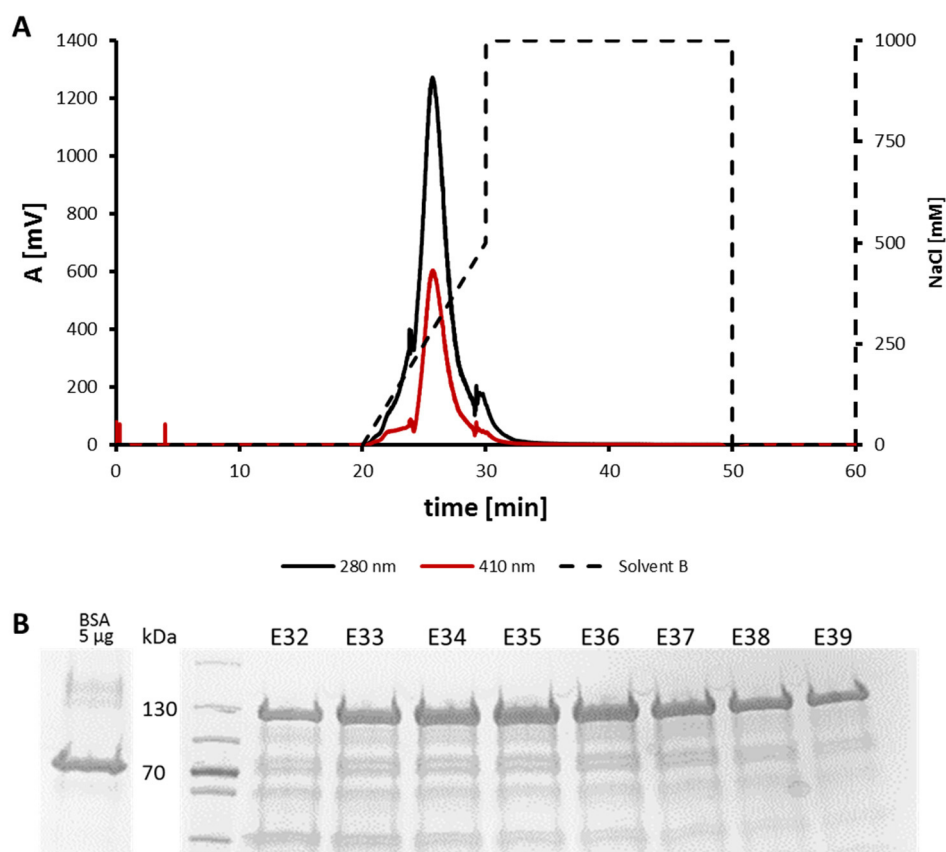 A
1400
1200
1000
800
600
400
200
0
A [mV]
1000
750
500
250
0
NaCl [mM]
0 10 20 30 40 50 60
time [min]
280 nm 410 nm Solvent B
B
BSA
5 µg kDa E32 E33 E34 E35 E36 E37 E38 E39
130
70